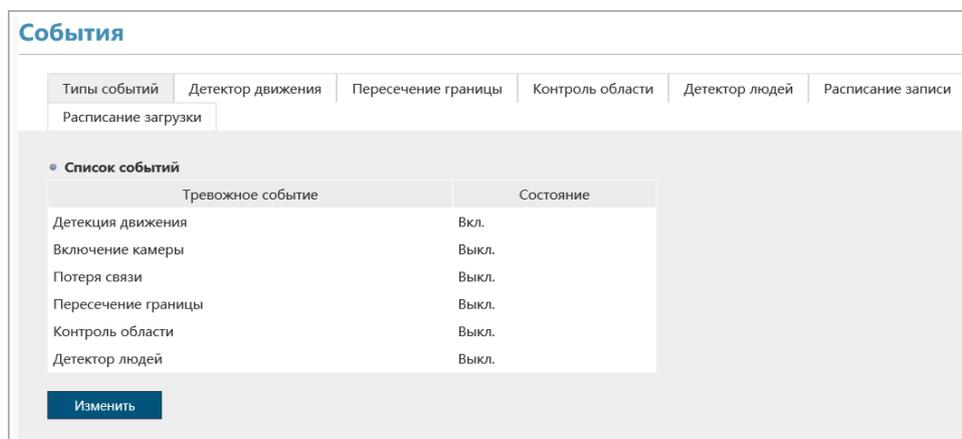 События
Типы событий Детектор движения Пересечение границы Контроль области Детектор людей Расписание записи
Расписание загрузки
Список событий
Тревожное событие Состояние
Детекция движения Вкл.
Включение камеры Выкл.
Потеря связи Выкл.
Пересечение границы Выкл.
Контроль области Выкл.
Детектор людей Выкл.
Изменить